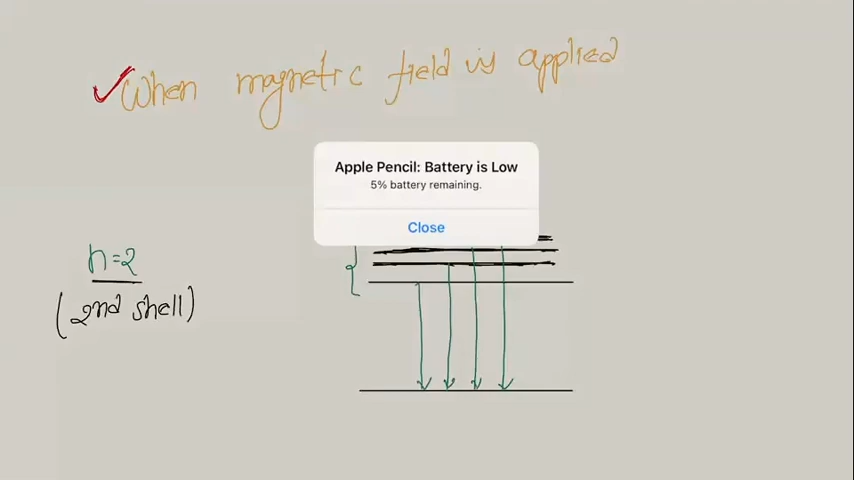 When magnetic field is applied
Apple Pencil: Battery is Low
5% battery remaining.
Close
n=2
(2nd shell)